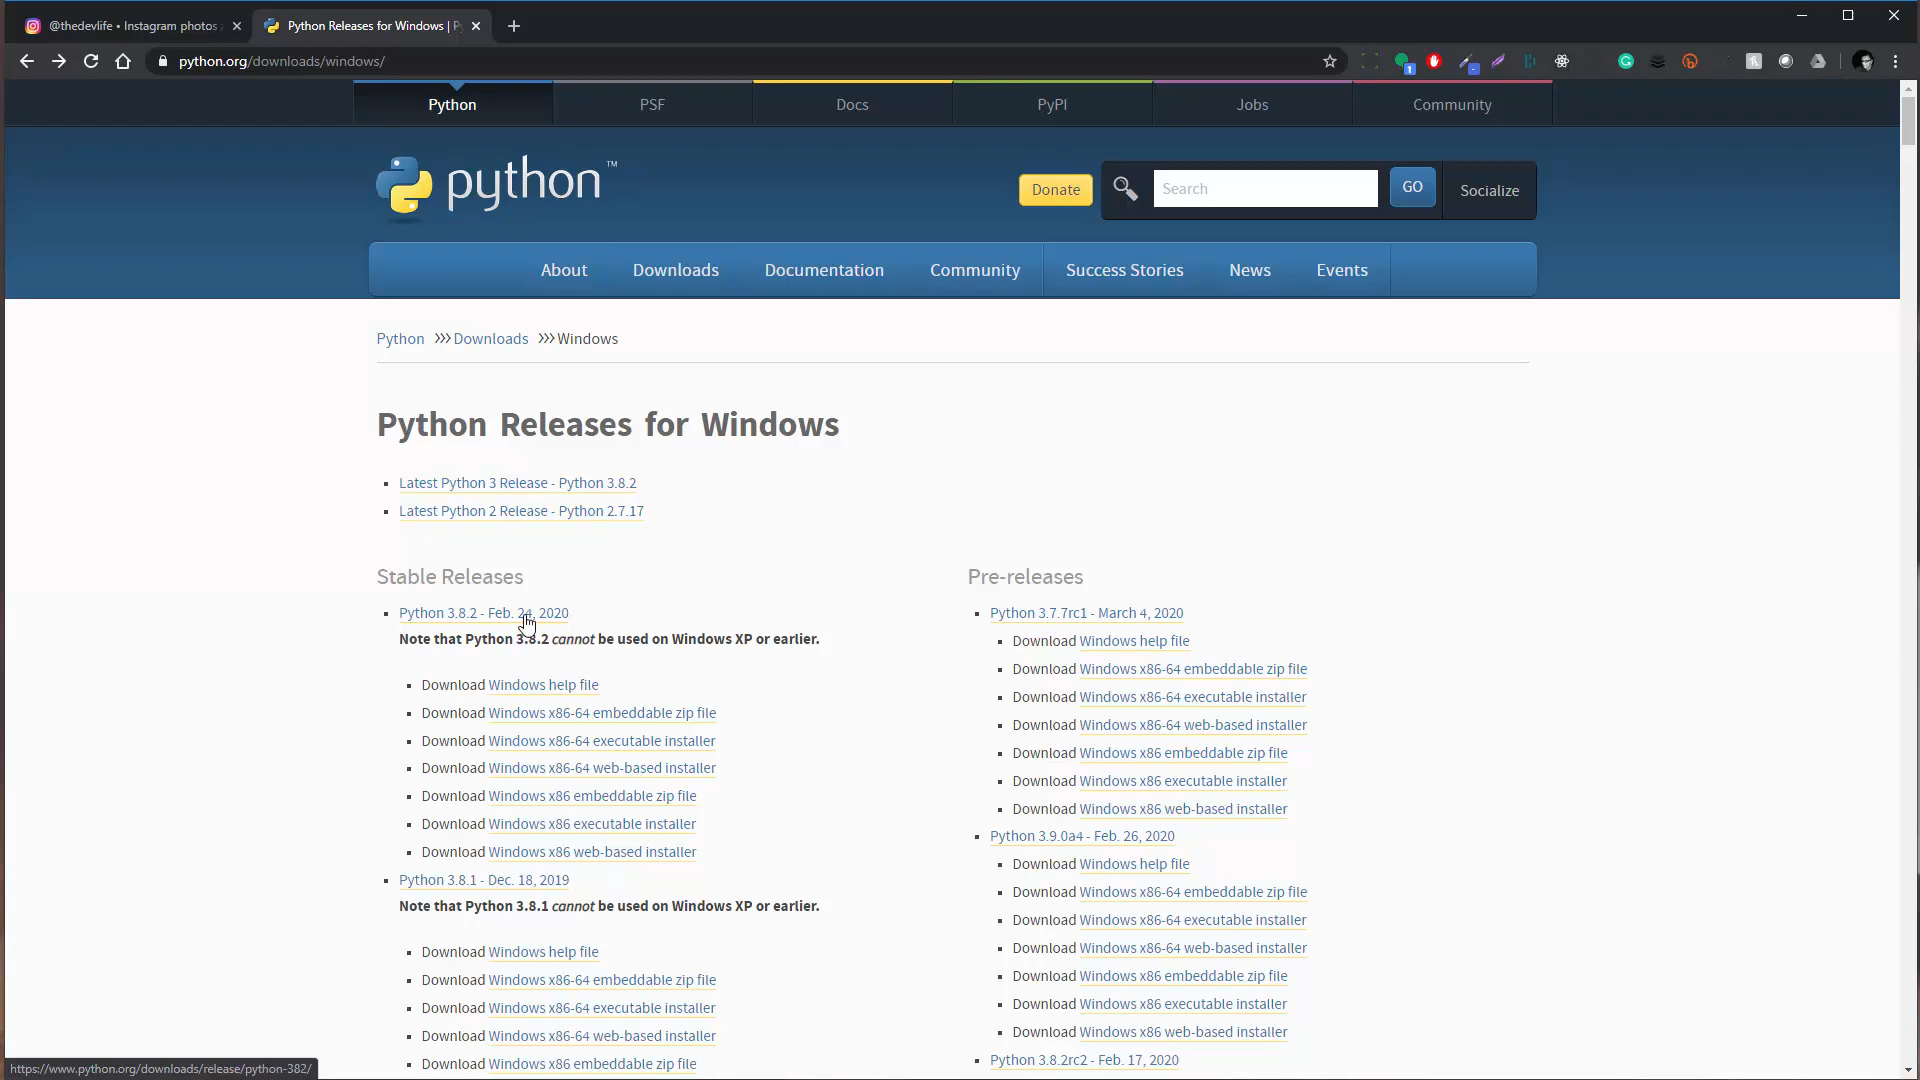 @thedevlife • Instagram photos
Python Releases for Windows |
python.org/downloads/windows/
1
Python
PSF
Docs
PyPI
Jobs
Community
python™
Donate
Search
GO
Socialize
About
Downloads
Documentation
Community
Success Stories
News
Events
Python >>> Downloads >>> Windows
Python Releases for Windows
Latest Python 3 Release - Python 3.8.2
Latest Python 2 Release - Python 2.7.17
Stable Releases
Python 3.8.2 - Feb. 24, 2020
Note that Python 3.8.2 cannot be used on Windows XP or earlier.
Download Windows help file
Download Windows x86-64 embeddable zip file
Download Windows x86-64 executable installer
Download Windows x86-64 web-based installer
Download Windows x86 embeddable zip file
Download Windows x86 executable installer
Download Windows x86 web-based installer
Python 3.8.1 - Dec. 18, 2019
Note that Python 3.8.1 cannot be used on Windows XP or earlier.
Download Windows help file
Download Windows x86-64 embeddable zip file
Download Windows x86-64 executable installer
Download Windows x86-64 web-based installer
Download Windows x86 embeddable zip file
Pre-releases
Python 3.7.7rc1 - March 4, 2020
Download Windows help file
Download Windows x86-64 embeddable zip file
Download Windows x86-64 executable installer
Download Windows x86-64 web-based installer
Download Windows x86 embeddable zip file
Download Windows x86 executable installer
Download Windows x86 web-based installer
Python 3.9.0a4 - Feb. 26, 2020
Download Windows help file
Download Windows x86-64 embeddable zip file
Download Windows x86-64 executable installer
Download Windows x86-64 web-based installer
Download Windows x86 embeddable zip file
Download Windows x86 executable installer
Download Windows x86 web-based installer
Python 3.8.2rc2 - Feb. 17, 2020
https://www.python.org/downloads/release/python-382/